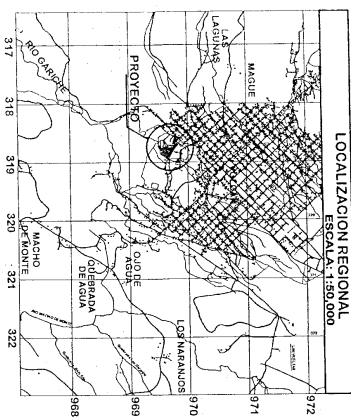 LOCALIZACION REGIONAL
ESCALA: 1:50,000
317
318
319
320
321
322
RIO GARICHE
LAS
LAGUNAS
MAGUE
PROYECTO
MACHO
DE MONTE
QUEBRADA
DE AGUA
OJO DE
AGUA
LOS NARANJOS
968
969
970
971
972